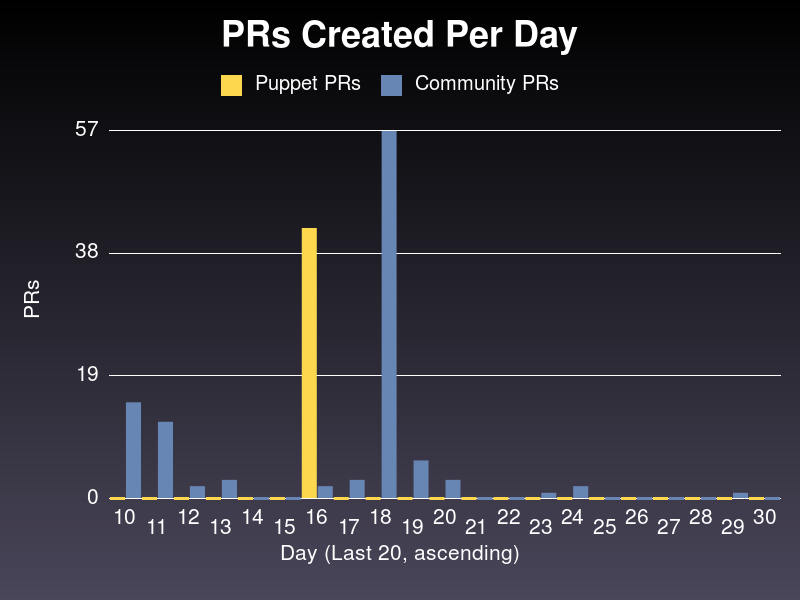 PRs Created Per Day
Puppet PRs Community PRs
57
38
19
0
PRs
10 11 12 13 14 15 16 17 18 19 20 21 22 23 24 25 26 27 28 29 30
Day (Last 20, ascending)